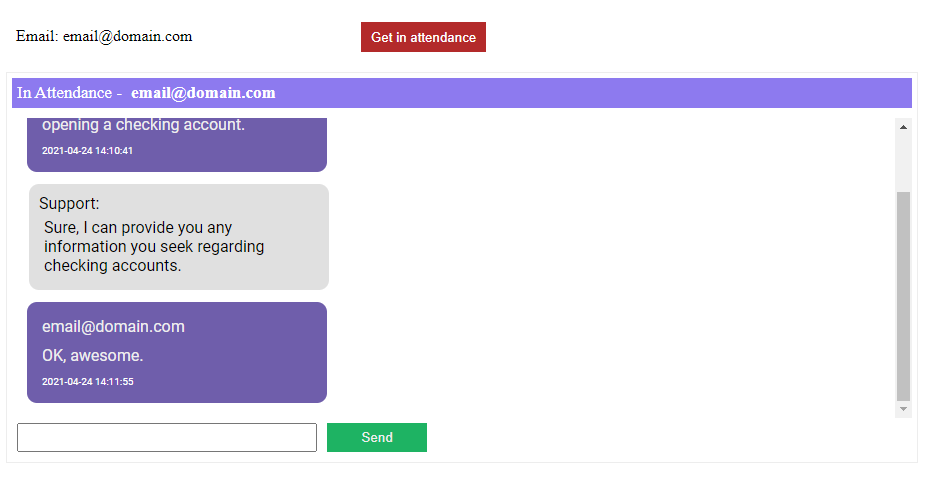 Email: email@domain.com
Get in attendance
In Attendance - email@domain.com
opening a checking account.
2021-04-24 14:10:41
Support:
Sure, I can provide you any
information you seek regarding
checking accounts.
email@domain.com
OK, awesome.
2021-04-24 14:11:55
Send